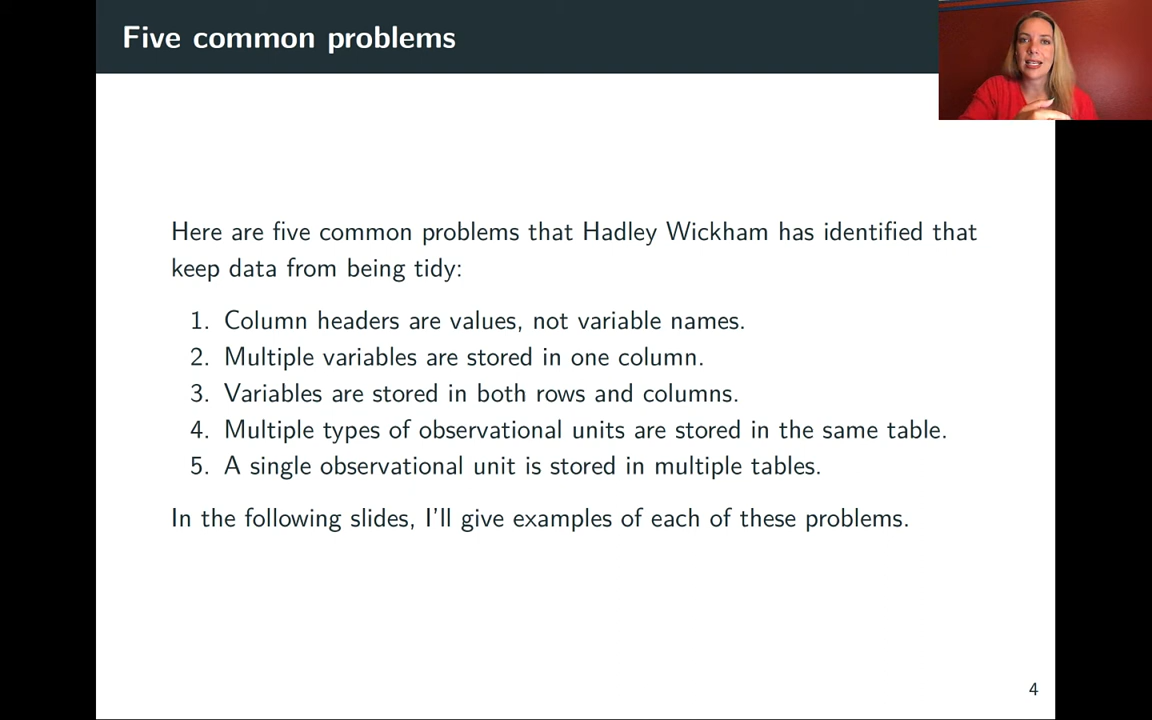 Five common problems
Here are five common problems that Hadley Wickham has identified that
keep data from being tidy:
1. Column headers are values, not variable names.
2. Multiple variables are stored in one column.
3. Variables are stored in both rows and columns.
4. Multiple types of observational units are stored in the same table.
5. A single observational unit is stored in multiple tables.
In the following slides, I'll give examples of each of these problems.
4